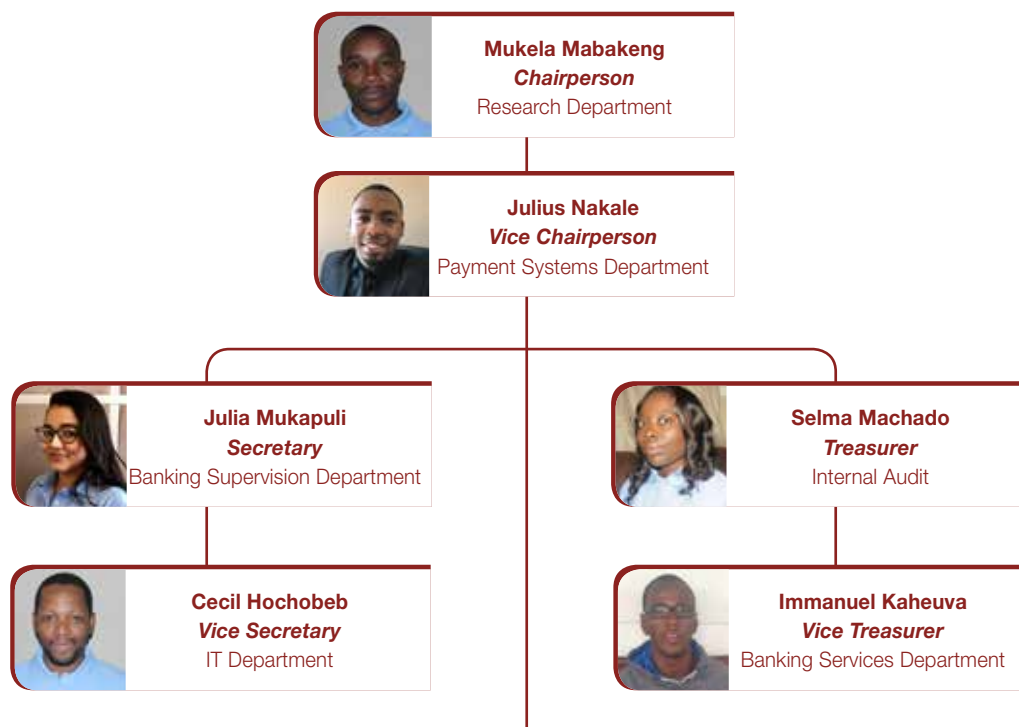 Mukela Mabakeng
Chairperson
Research Department
Julius Nakale
Vice Chairperson
Payment Systems Department
Julia Mukapuli
Secretary
Banking Supervision Department
Selma Machado
Treasurer
Internal Audit
Cecil Hochobeb
Vice Secretary
IT Department
Immanuel Kaheuva
Vice Treasurer
Banking Services Department